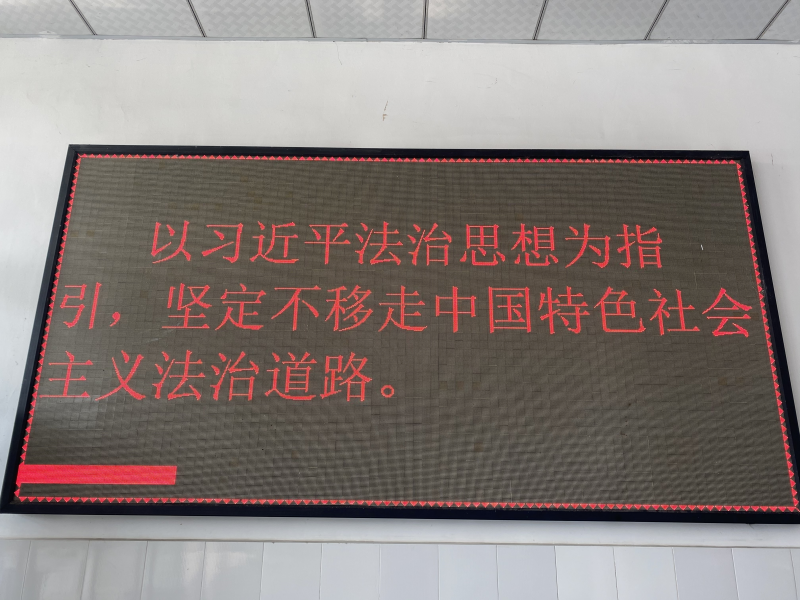 以习近平法治思想为指
引，坚定不移走中国特色社会
主义法治道路。